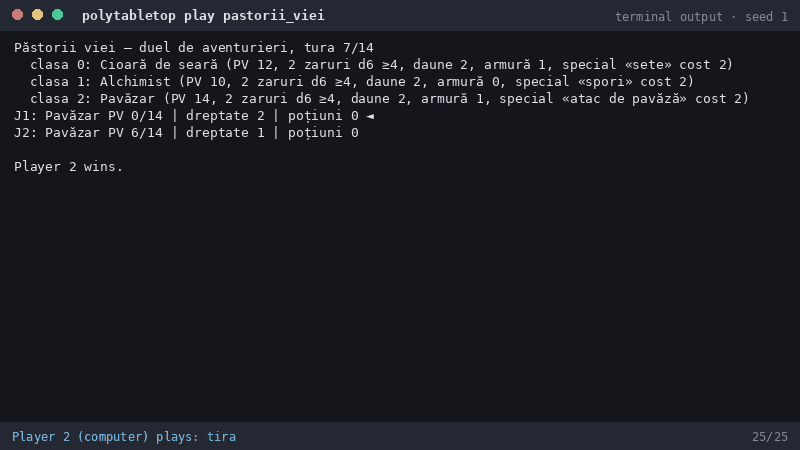 polytabletop play pastorii_viei
terminal output · seed 1
Păstorii viei — duel de aventurieri, tura 7/14
clasa 0: Cioară de seară (PV 12, 2 zaruri d6 ≥4, daune 2, armură 1, special «sete» cost 2)
clasa 1: Alchimist (PV 10, 2 zaruri d6 ≥4, daune 2, armură 0, special «spori» cost 2)
clasa 2: Pavăzar (PV 14, 2 zaruri d6 ≥4, daune 2, armură 1, special «atac de pavăză» cost 2)
J1: Pavăzar PV 0/14 | dreptate 2 | poțiuni 0 ◄
J2: Pavăzar PV 6/14 | dreptate 1 | poțiuni 0
Player 2 wins.
Player 2 (computer) plays: tira
25/25